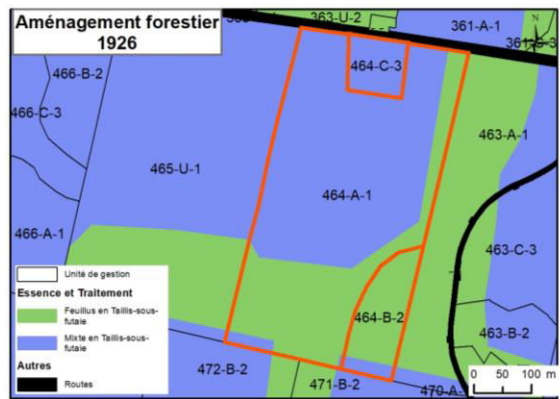 Aménagement forestier
1926
363-U-2
361-A-1
466-B-2
464-C-3
466-C-3
463-A-1
465-U-1
464-A-1
466-A-1
463-C-3
Unité de gestion
Essence et Traitement
Feuillus en Taillis-sous-
futaie
464-B-2
463-B-2
Mixte en Taillis-sous-
futaie
Autres
Routes
472-B-2
471-B-2
470-A-
0 50 100 m
N